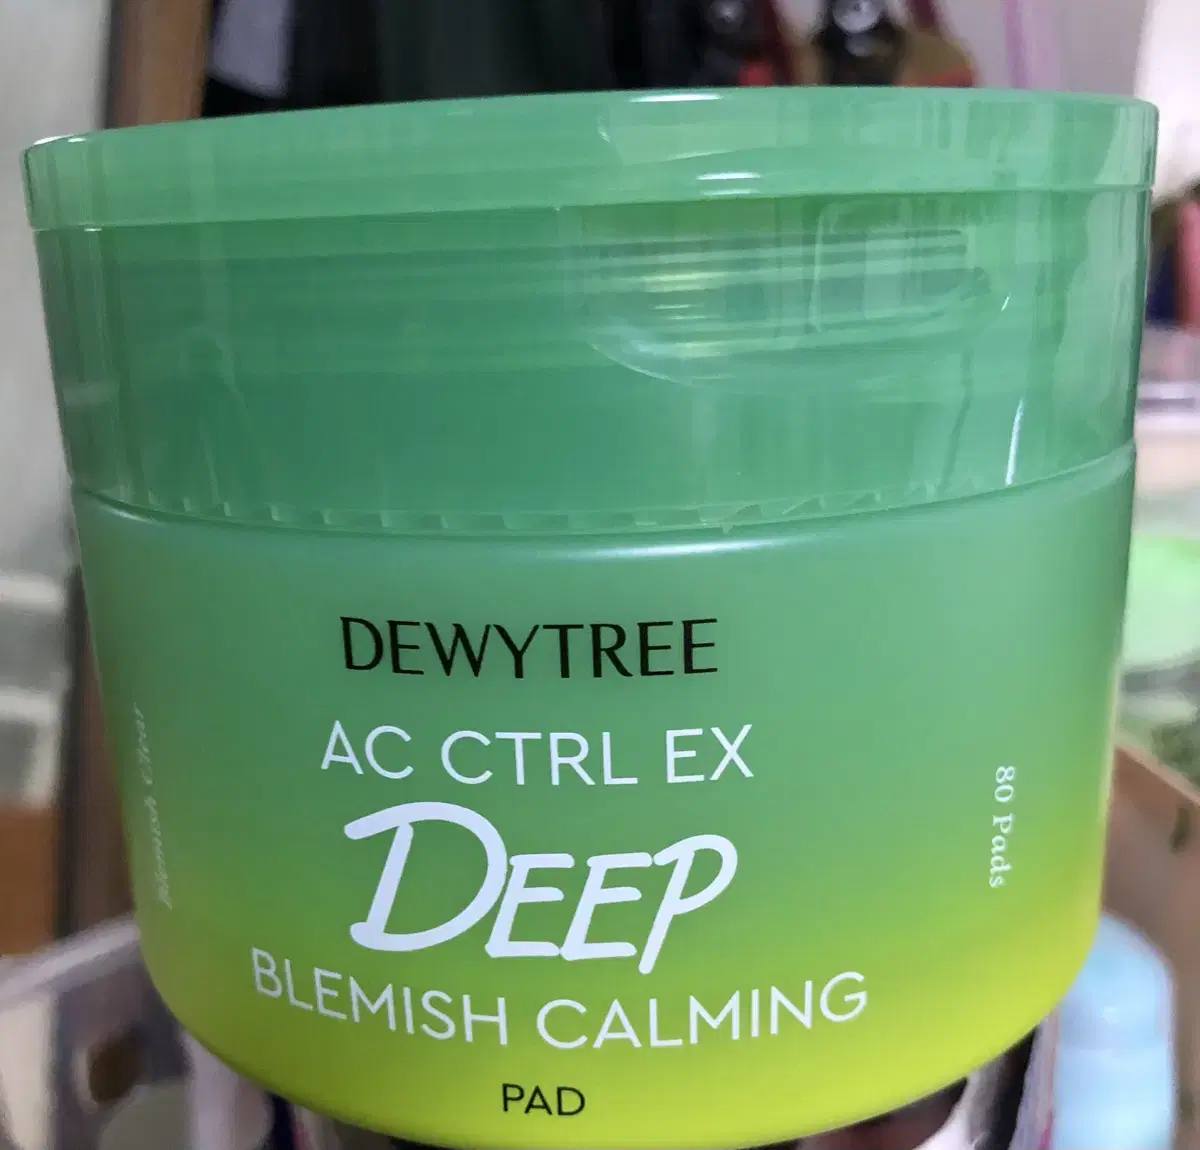 DEWYTREE
AC CTRL EX
DEEP
BLEMISH CALMING
PAD
Blemish Clear
80 Pads